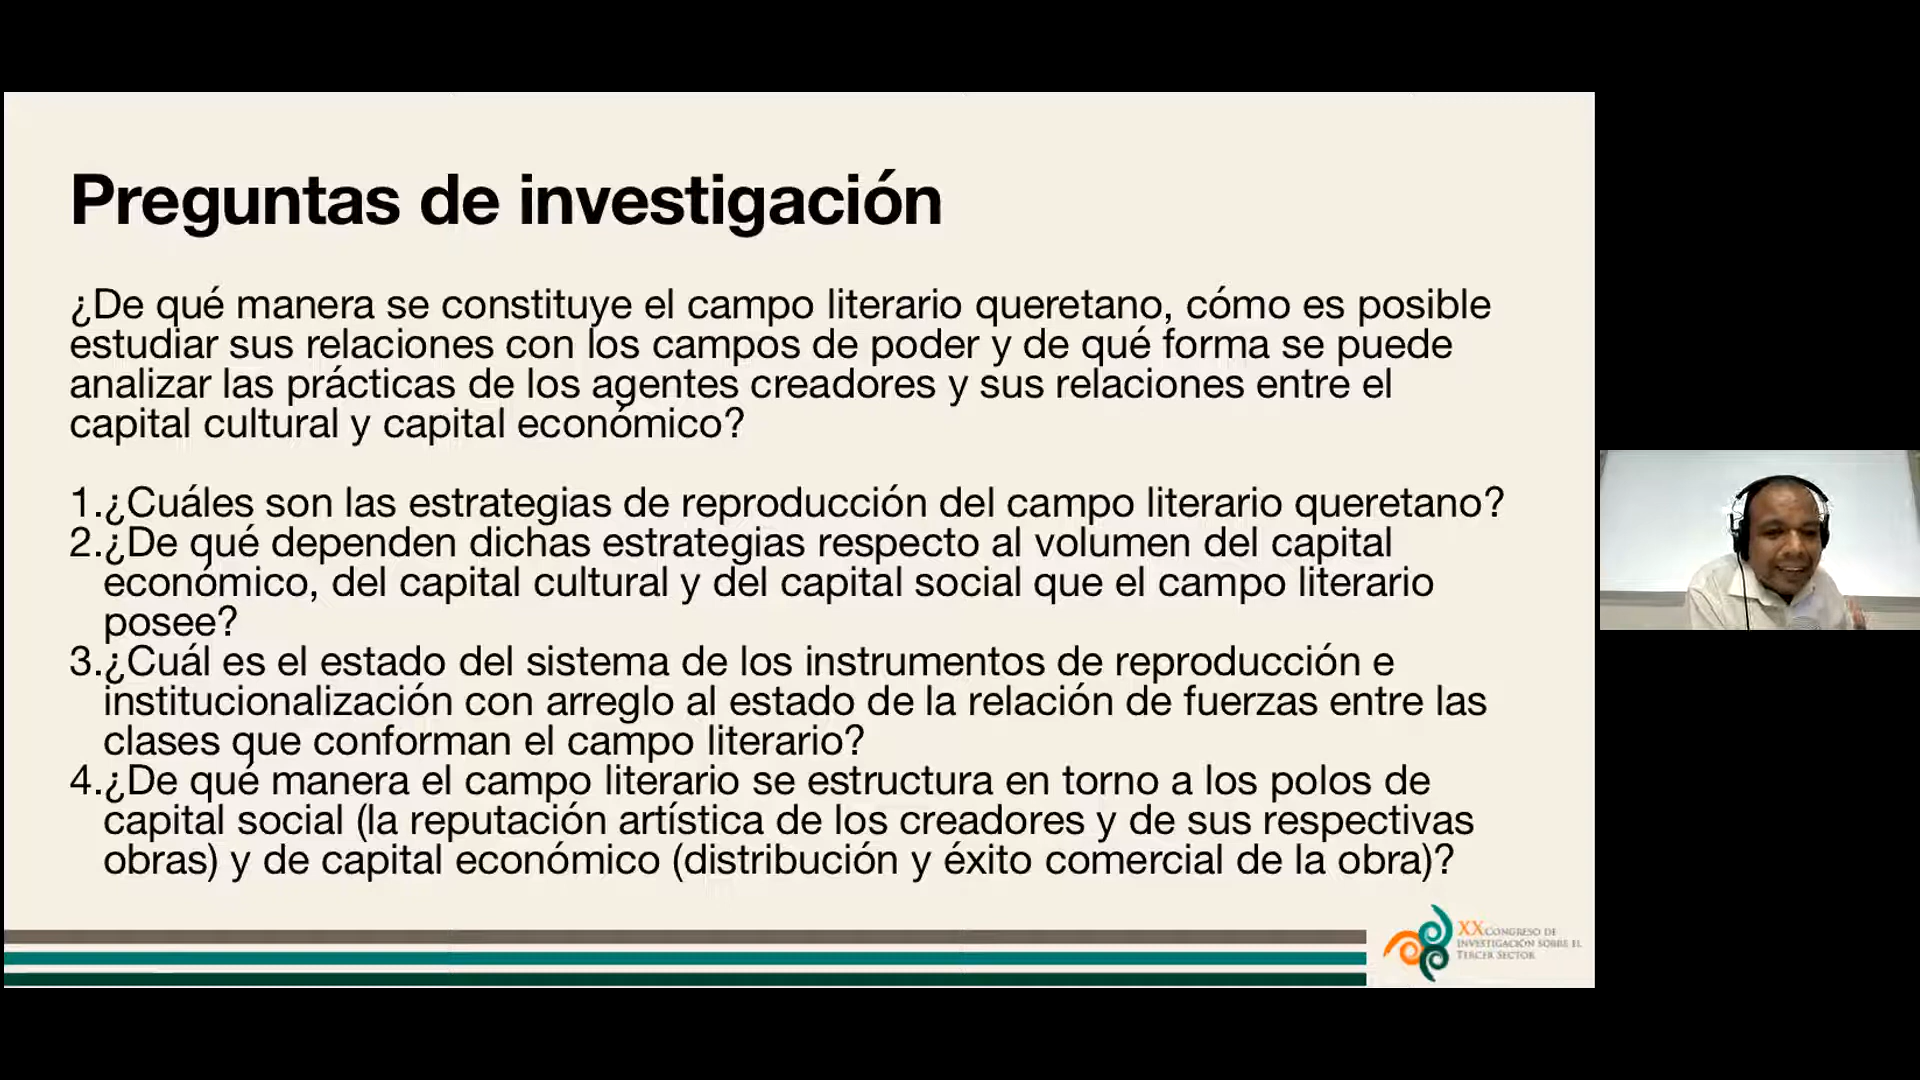 Preguntas de investigación
¿De qué manera se constituye el campo literario queretano, cómo es posible
estudiar sus relaciones con los campos de poder y de qué forma se puede
analizar las prácticas de los agentes creadores y sus relaciones entre el
capital cultural y capital económico?
1.¿Cuáles son las estrategias de reproducción del campo literario queretano?
2.¿De qué dependen dichas estrategias respecto al volumen del capital
económico, del capital cultural y del capital social que el campo literario
posee?
3.¿Cuál es el estado del sistema de los instrumentos de reproducción e
institucionalización con arreglo al estado de la relación de fuerzas entre las
clases que conforman el campo literario?
4.¿De qué manera el campo literario se estructura en torno a los polos de
capital social (la reputación artística de los creadores y de sus respectivas
obras) y de capital económico (distribución y éxito comercial de la obra)?
XX CONGRESO DE
INVESTIGACIÓN SOBRE EL
TERCER SECTOR